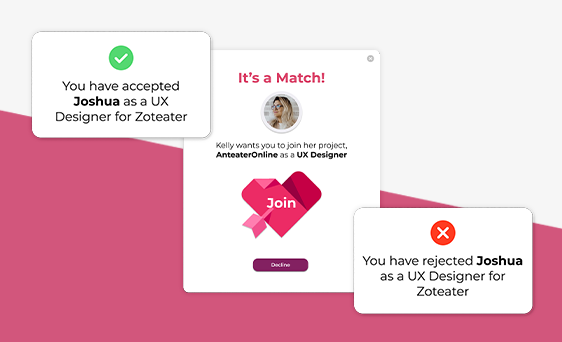 You have accepted
Joshua as a UX
Designer for Zoteater
It's a Match!
Kelly wants you to join her project,
AnteaterOnline as a UX Designer
Join
Decline
You have rejected Joshua
as a UX Designer for
Zoteater